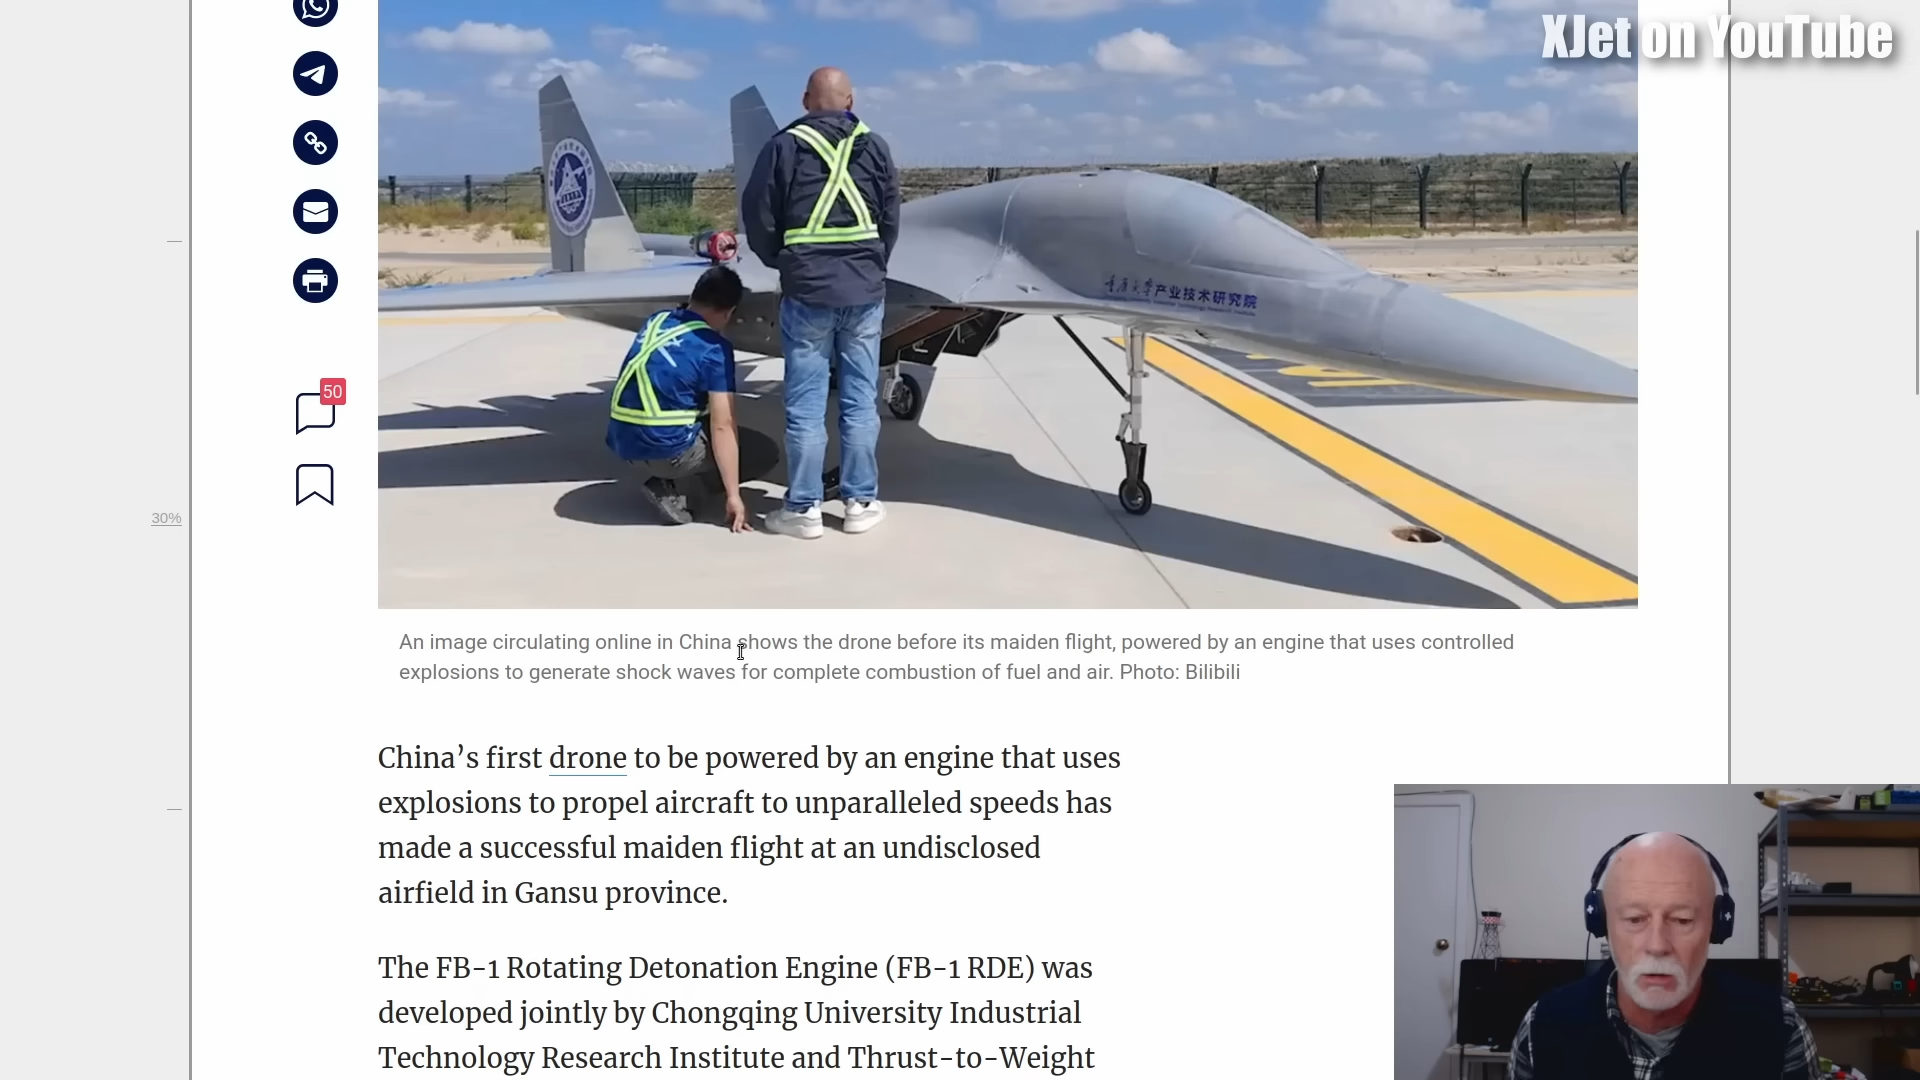 XJet on YouTube
产业技术研究院
50
30%
An image circulating online in China shows the drone before its maiden flight, powered by an engine that uses controlled
explosions to generate shock waves for complete combustion of fuel and air. Photo: Bilibili
China’s first drone to be powered by an engine that uses
explosions to propel aircraft to unparalleled speeds has
made a successful maiden flight at an undisclosed
airfield in Gansu province.
The FB-1 Rotating Detonation Engine (FB-1 RDE) was
developed jointly by Chongqing University Industrial
Technology Research Institute and Thrust-to-Weight